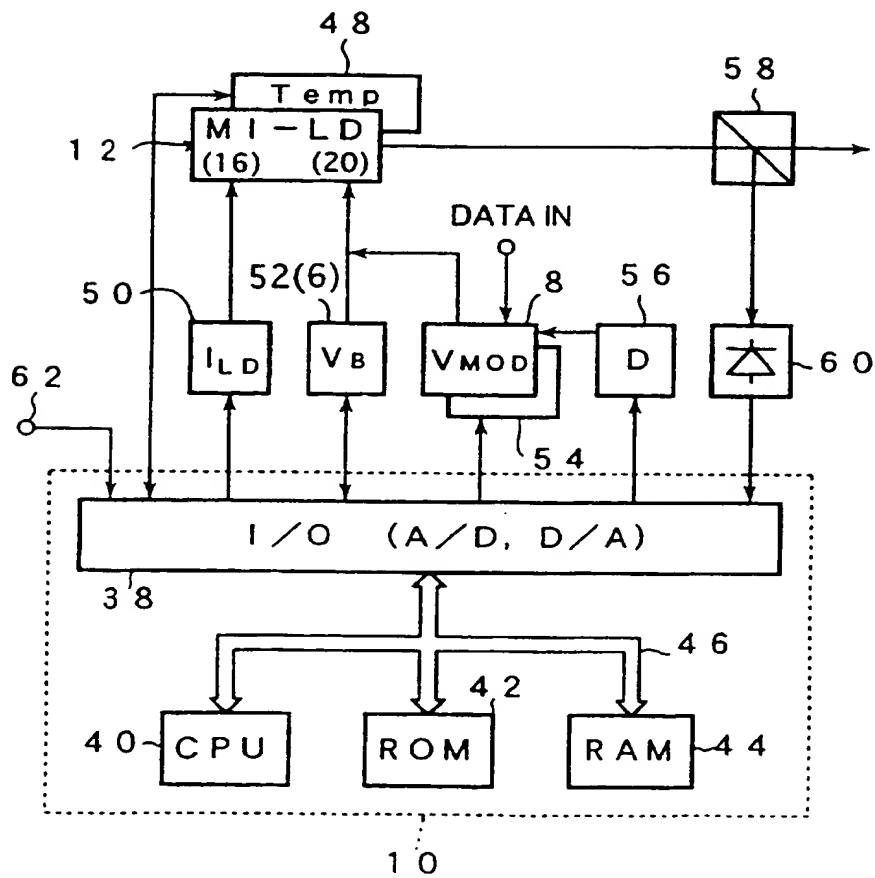 48
Temp
58
MI-LD
12
(16) (20)
DATA IN
52(6)
8
56
50
ILD
VB
VMOD
D
60
62
54
I/O (A/D, D/A)
38
46
42
40
CPU
ROM
RAM
44
10